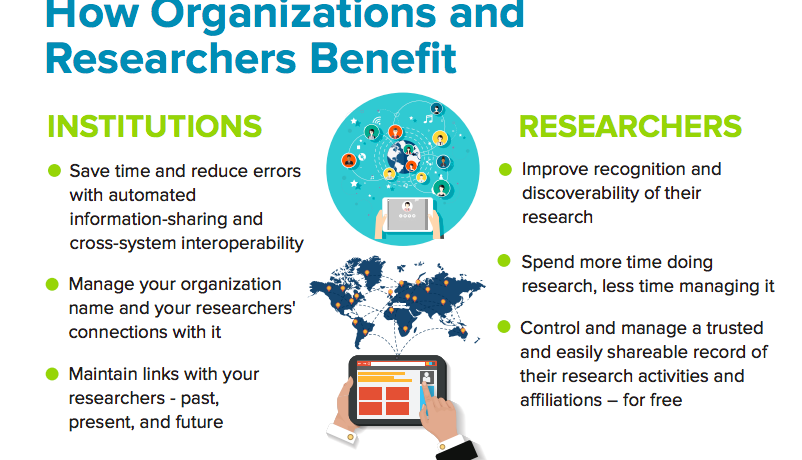 How Organizations and
Researchers Benefit
INSTITUTIONS
Save time and reduce errors
with automated
information-sharing and
cross-system interoperability
Manage your organization
name and your researchers'
connections with it
Maintain links with your
researchers - past,
present, and future
RESEARCHERS
Improve recognition and
discoverability of their
research
Spend more time doing
research, less time managing it
Control and manage a trusted
and easily shareable record of
their research activities and
affiliations – for free